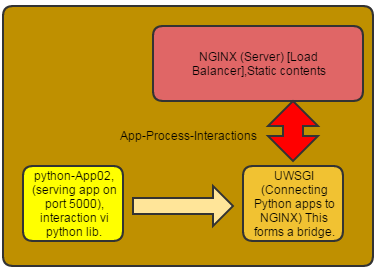 NGINX (Server) [Load
Balancer],Static contents
App-Process-Interactions
python-App02,
(serving app on
port 5000),
interaction vi
python lib.
UWSGI
(Connecting
Python apps to
NGINX) This
forms a bridge.